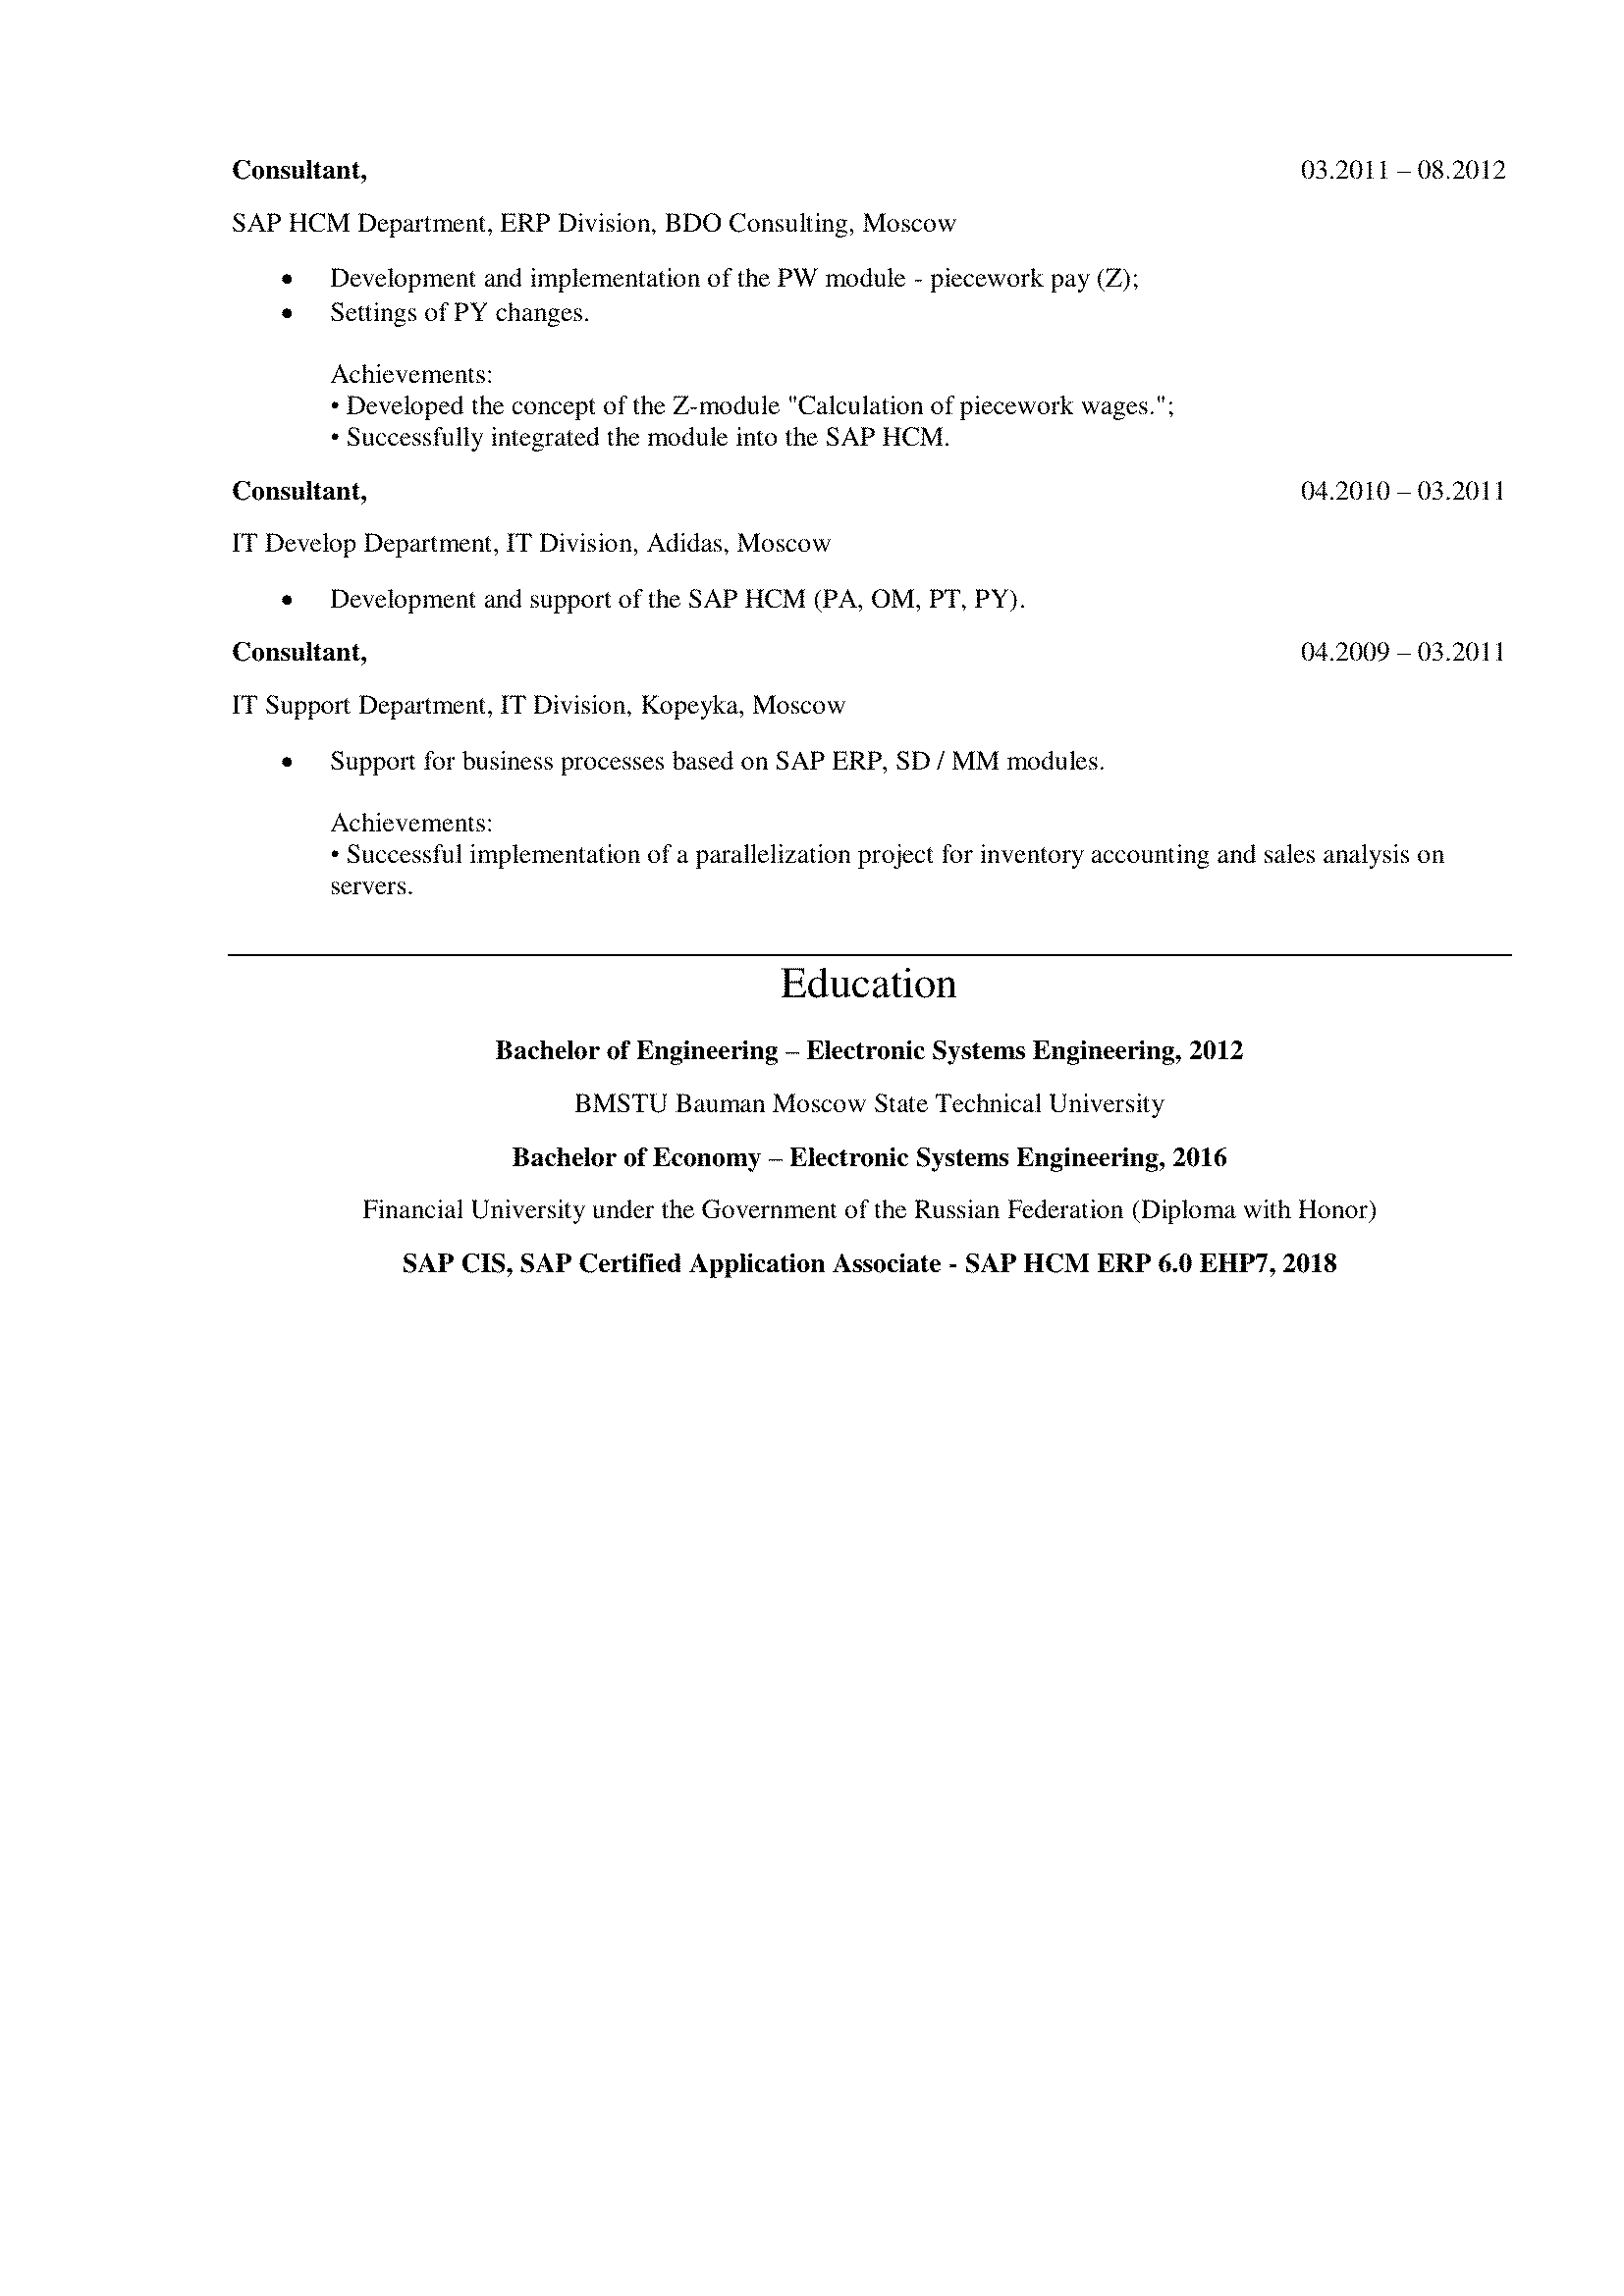 Consultant, 03.2011 – 08.2012
SAP HCM Department, ERP Division, BDO Consulting, Moscow
• Development and implementation of the PW module - piecework pay (Z);
• Settings of PY changes.
Achievements:
• Developed the concept of the Z-module "Calculation of piecework wages.";
• Successfully integrated the module into the SAP HCM.
Consultant, 04.2010 – 03.2011
IT Develop Department, IT Division, Adidas, Moscow
• Development and support of the SAP HCM (PA, OM, PT, PY).
Consultant, 04.2009 – 03.2011
IT Support Department, IT Division, Kopeyka, Moscow
• Support for business processes based on SAP ERP, SD / MM modules.
Achievements:
• Successful implementation of a parallelization project for inventory accounting and sales analysis on
servers.
Education
Bachelor of Engineering – Electronic Systems Engineering, 2012
BMSTU Bauman Moscow State Technical University
Bachelor of Economy – Electronic Systems Engineering, 2016
Financial University under the Government of the Russian Federation (Diploma with Honor)
SAP CIS, SAP Certified Application Associate - SAP HCM ERP 6.0 EHP7, 2018